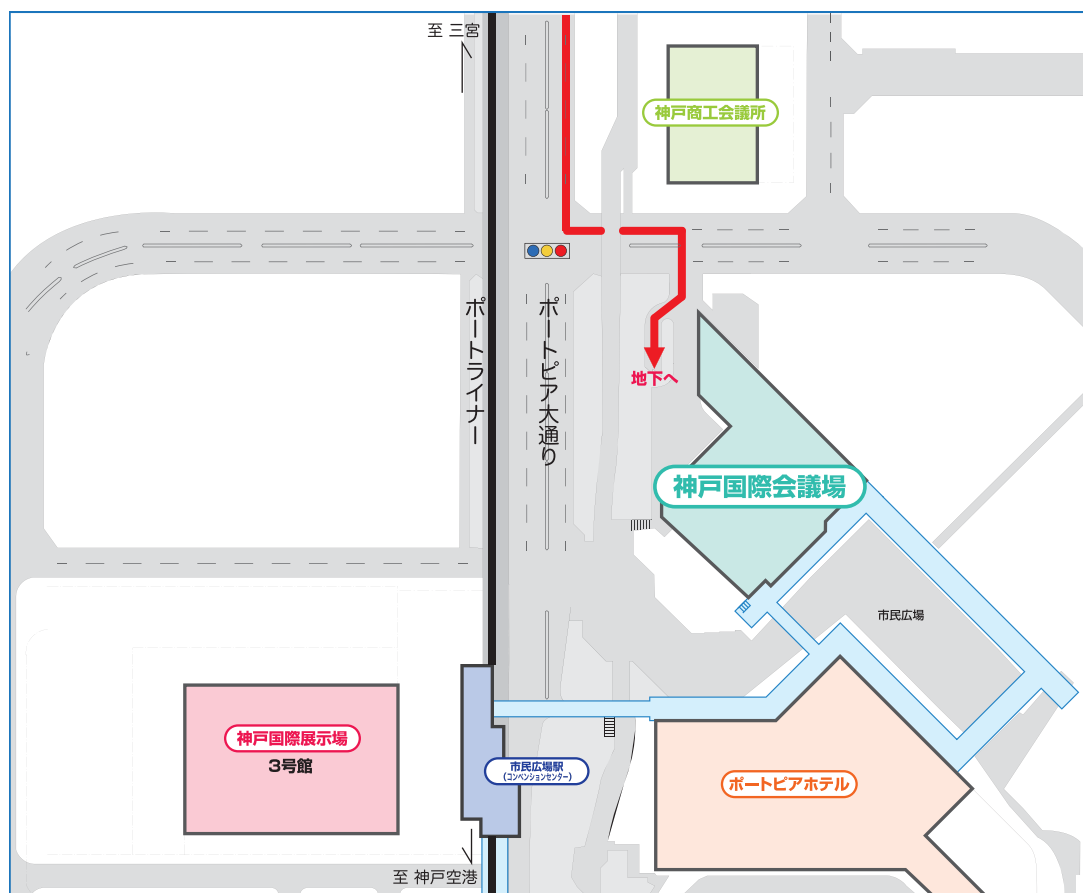 至 三宮
神戸商工会議所
ポートライナー
ポートピア大通り
地下へ
神戸国際会議場
市民広場
神戸国際展示場
3号館
市民広場駅
（コンベンションセンター）
ポートピアホテル
至 神戸空港